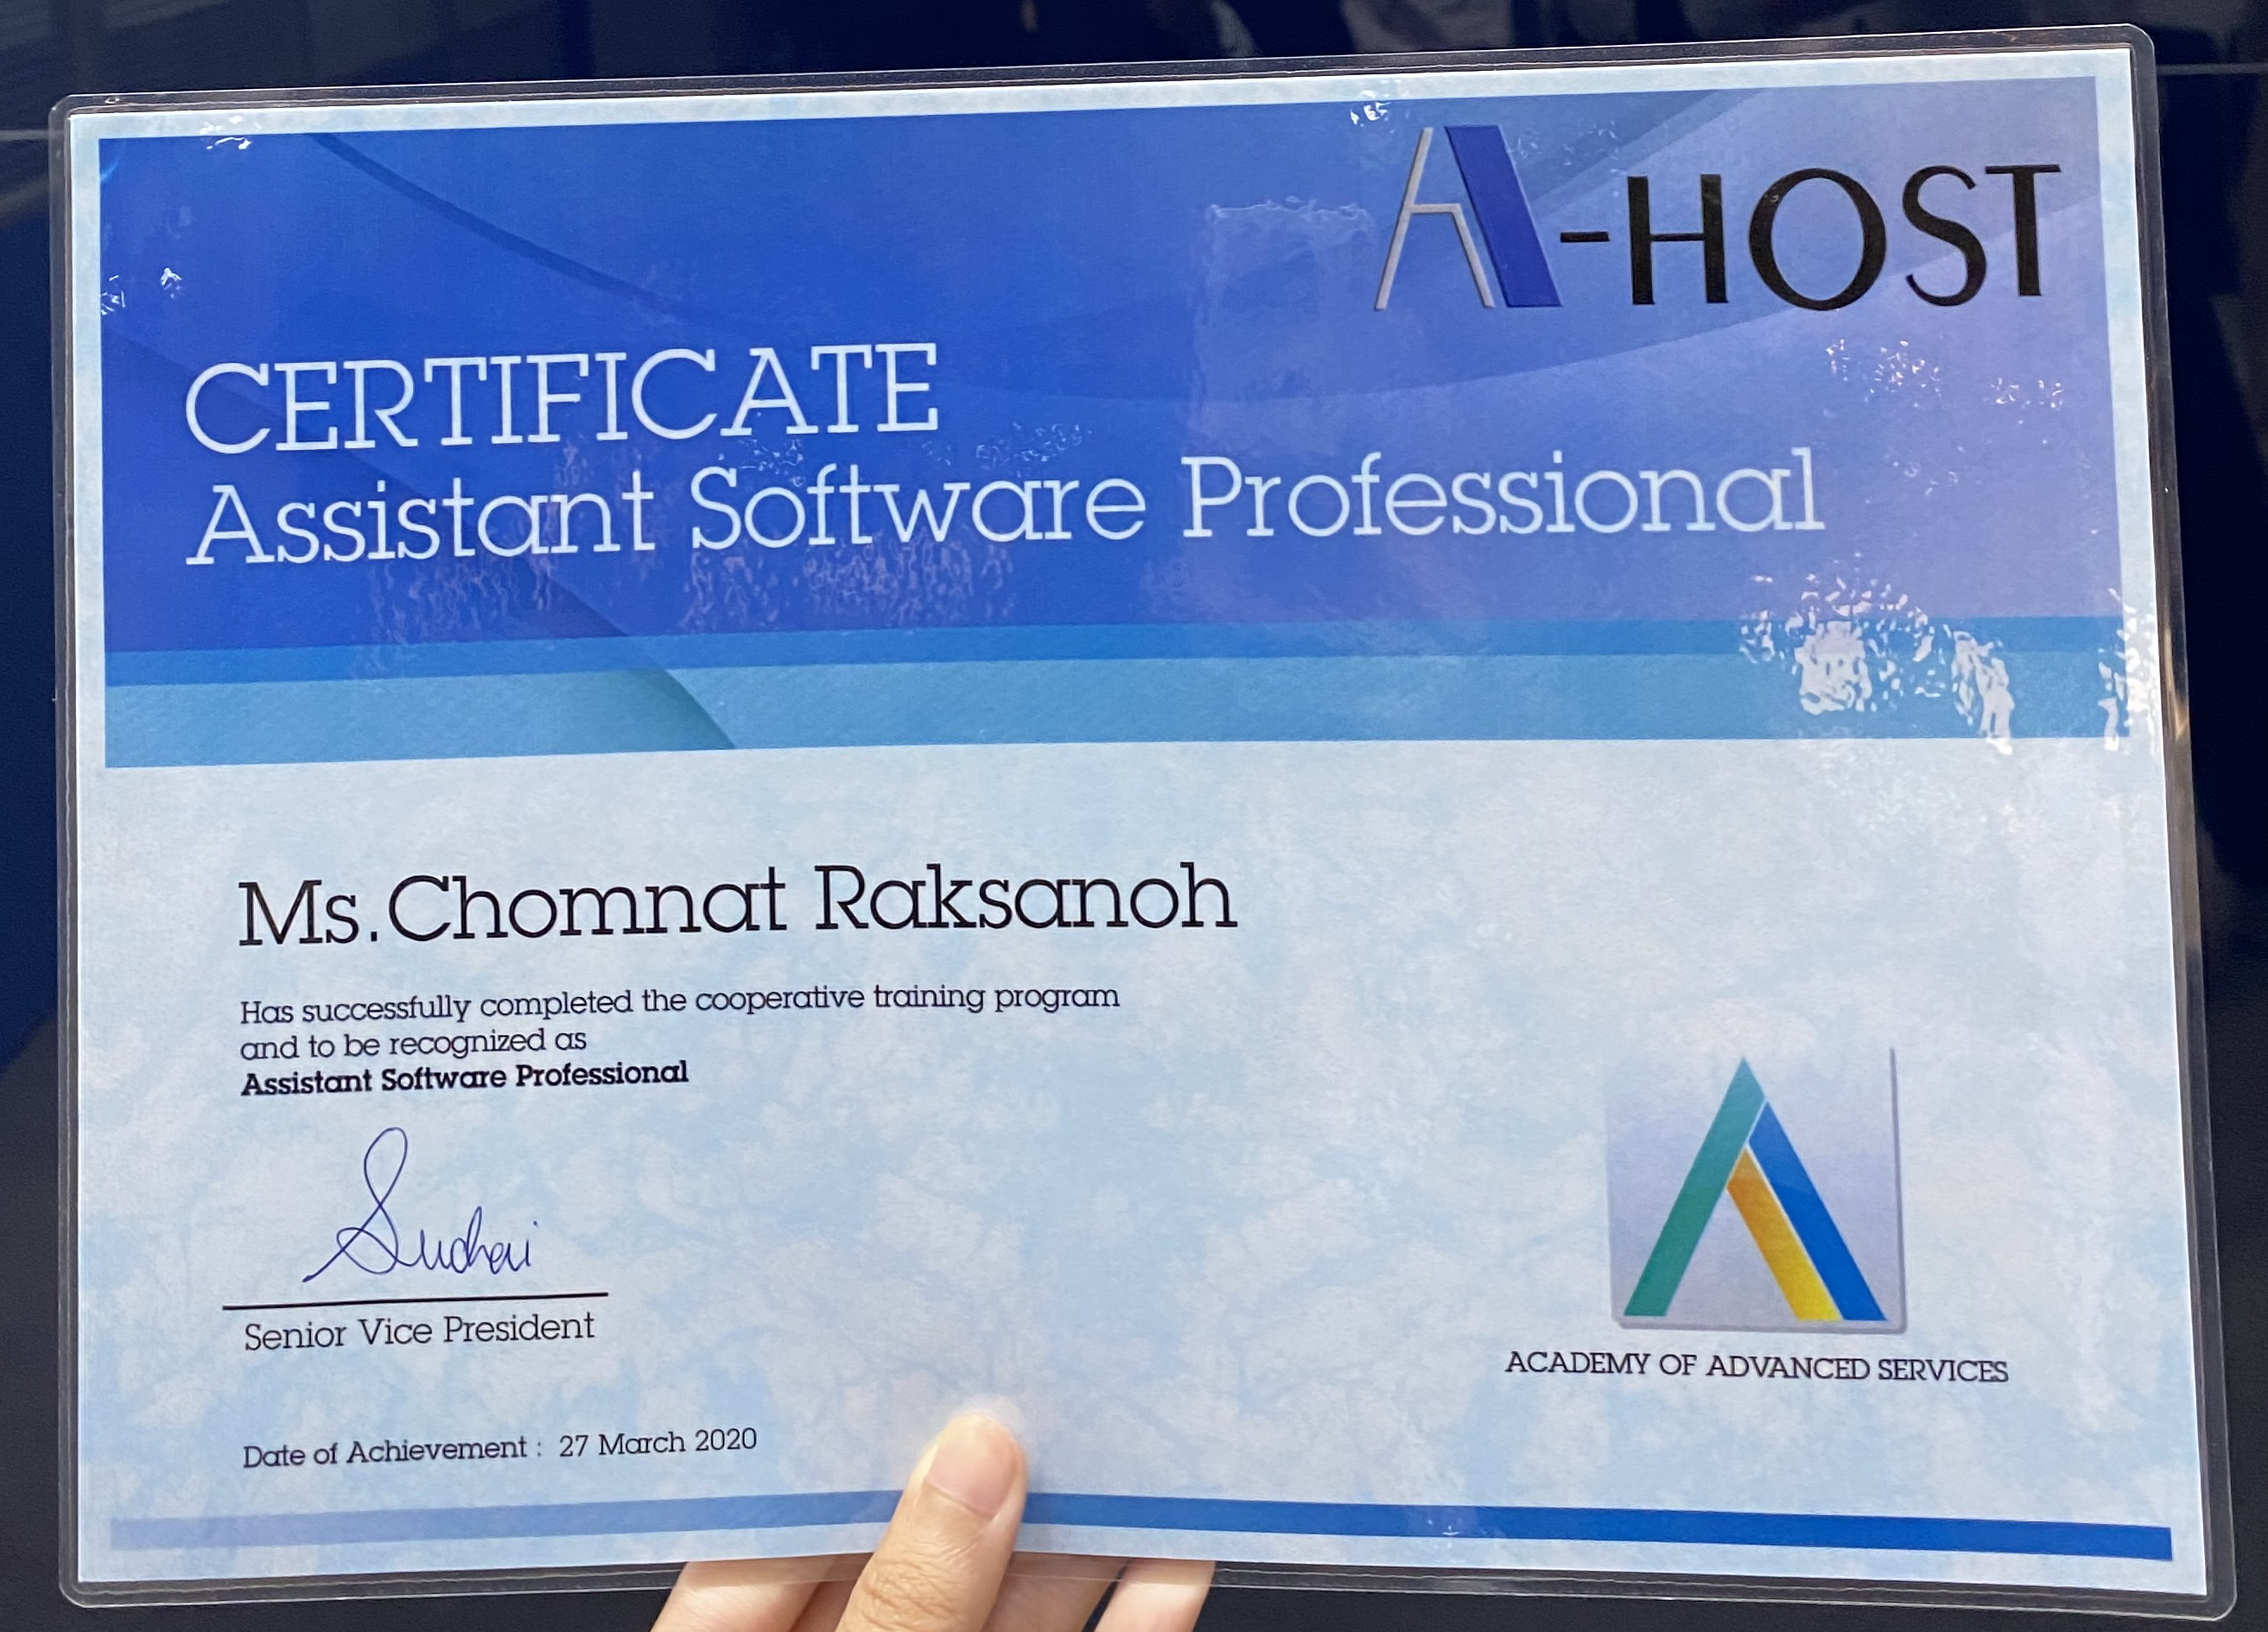 A-HOST
CERTIFICATE
Assistant Software Professional
Ms. Chomnat Raksanoh
Has successfully completed the cooperative training program
and to be recognized as
Assistant Software Professional
Suchai
Senior Vice President
ACADEMY OF ADVANCED SERVICES
Date of Achievement : 27 March 2020